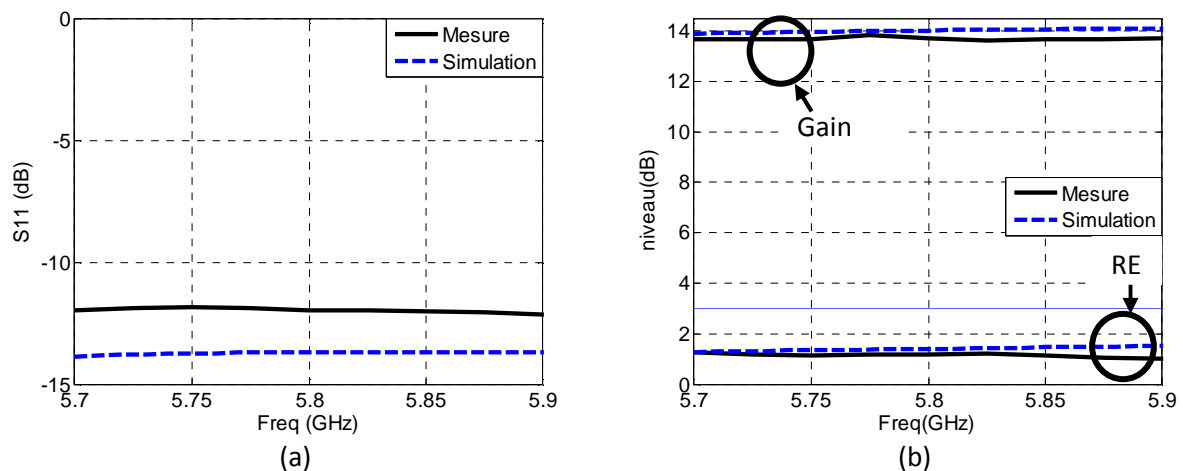 0
-5
-10
-15
5.7
5.75
5.8
5.85
5.9
Freq (GHz)
S11 (dB)
Mesure
Simulation
(a)
14
12
10
8
6
4
2
0
5.7
5.75
5.8
5.85
5.9
Freq(GHz)
niveau(dB)
Gain
Mesure
Simulation
RE
(b)